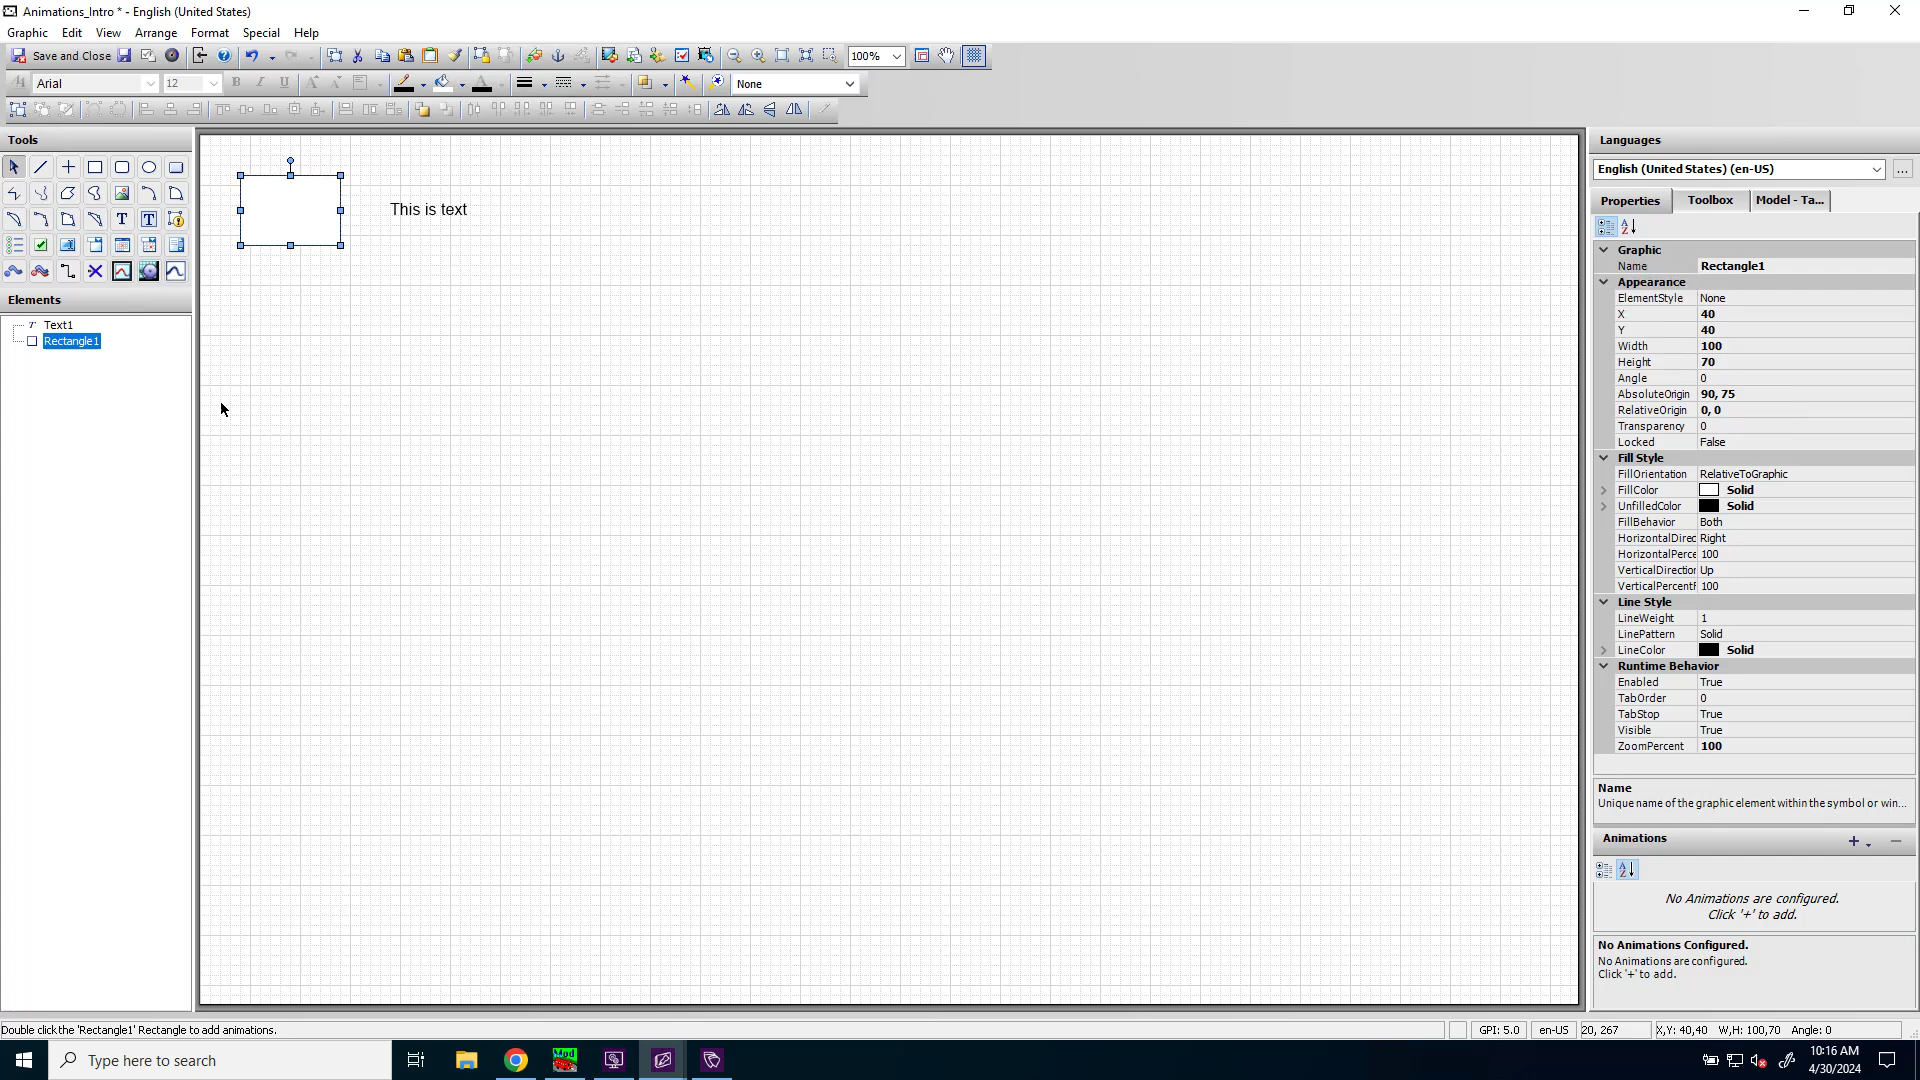 Animations_Intro * - English (United States)
Graphic Edit View Arrange Format Special Help
Save and Close 100%
Arial 12 B I U A A None
Tools
Elements
Text1
Rectangle1
This is text
Languages
English (United States) (en-US) ...
Properties Toolbox Model - Ta...
Graphic
Name Rectangle1
Appearance
ElementStyle None
X 40
Y 40
Width 100
Height 70
Angle 0
AbsoluteOrigin 90, 75
RelativeOrigin 0, 0
Transparency 0
Locked False
Fill Style
FillOrientation RelativeToGraphic
FillColor Solid
UnfilledColor Solid
FillBehavior Both
HorizontalDirec Right
HorizontalPerce 100
VerticalDirection Up
VerticalPercentF 100
Line Style
LineWeight 1
LinePattern Solid
LineColor Solid
Runtime Behavior
Enabled True
TabOrder 0
TabStop True
Visible True
ZoomPercent 100
Name
Unique name of the graphic element within the symbol or win...
Animations
No Animations are configured.
Click '+' to add.
No Animations Configured.
No Animations are configured.
Click '+' to add.
Double click the 'Rectangle1' Rectangle to add animations.
GPI: 5.0 en-US 20, 267 X,Y: 40,40 W,H: 100,70 Angle: 0
Type here to search
10:16 AM
4/30/2024